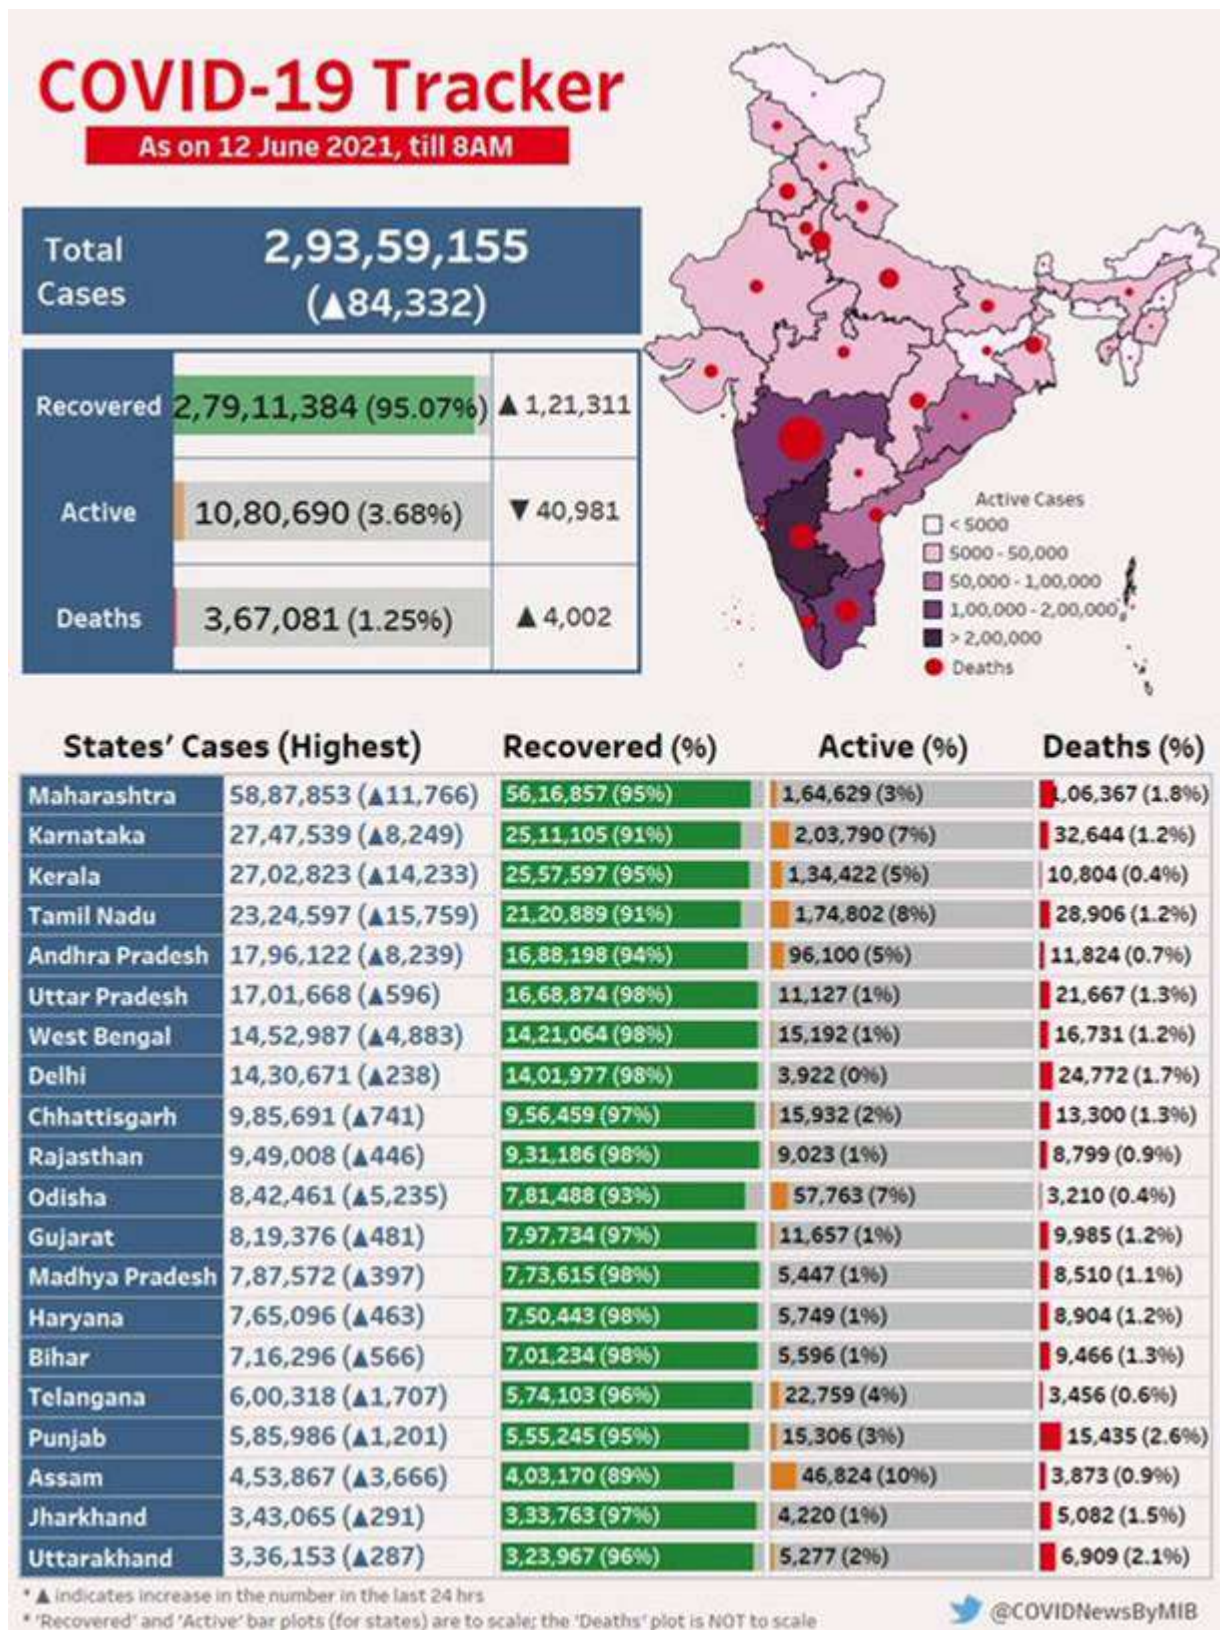 COVID-19 Tracker
As on 12 June 2021, till 8AM
Total Cases 2,93,59,155 (▲84,332)
Recovered 2,79,11,384 (95.07%) ▲ 1,21,311
Active 10,80,690 (3.68%) ▼ 40,981
Deaths 3,67,081 (1.25%) ▲ 4,002
Active Cases
< 5000
5000 - 50,000
50,000 - 1,00,000
1,00,000 - 2,00,000
> 2,00,000
Deaths
States' Cases (Highest) Recovered (%) Active (%) Deaths (%)
Maharashtra 58,87,853 (▲11,766) 56,16,857 (95%) 1,64,629 (3%) 1,06,367 (1.8%)
Karnataka 27,47,539 (▲8,249) 25,11,105 (91%) 2,03,790 (7%) 32,644 (1.2%)
Kerala 27,02,823 (▲14,233) 25,57,597 (95%) 1,34,422 (5%) 10,804 (0.4%)
Tamil Nadu 23,24,597 (▲15,759) 21,20,889 (91%) 1,74,802 (8%) 28,906 (1.2%)
Andhra Pradesh 17,96,122 (▲8,239) 16,88,198 (94%) 96,100 (5%) 11,824 (0.7%)
Uttar Pradesh 17,01,668 (▲596) 16,68,874 (98%) 11,127 (1%) 21,667 (1.3%)
West Bengal 14,52,987 (▲4,883) 14,21,064 (98%) 15,192 (1%) 16,731 (1.2%)
Delhi 14,30,671 (▲238) 14,01,977 (98%) 3,922 (0%) 24,772 (1.7%)
Chhattisgarh 9,85,691 (▲741) 9,56,459 (97%) 15,932 (2%) 13,300 (1.3%)
Rajasthan 9,49,008 (▲446) 9,31,186 (98%) 9,023 (1%) 8,799 (0.9%)
Odisha 8,42,461 (▲5,235) 7,81,488 (93%) 57,763 (7%) 3,210 (0.4%)
Gujarat 8,19,376 (▲481) 7,97,734 (97%) 11,657 (1%) 9,985 (1.2%)
Madhya Pradesh 7,87,572 (▲397) 7,73,615 (98%) 5,447 (1%) 8,510 (1.1%)
Haryana 7,65,096 (▲463) 7,50,443 (98%) 5,749 (1%) 8,904 (1.2%)
Bihar 7,16,296 (▲566) 7,01,234 (98%) 5,596 (1%) 9,466 (1.3%)
Telangana 6,00,318 (▲1,707) 5,74,103 (96%) 22,759 (4%) 3,456 (0.6%)
Punjab 5,85,986 (▲1,201) 5,55,245 (95%) 15,306 (3%) 15,435 (2.6%)
Assam 4,53,867 (▲3,666) 4,03,170 (89%) 46,824 (10%) 3,873 (0.9%)
Jharkhand 3,43,065 (▲291) 3,33,763 (97%) 4,220 (1%) 5,082 (1.5%)
Uttarakhand 3,36,153 (▲287) 3,23,967 (96%) 5,277 (2%) 6,909 (2.1%)
* ▲ indicates increase in the number in the last 24 hrs
* 'Recovered' and 'Active' bar plots (for states) are to scale; the 'Deaths' plot is NOT to scale
@COVIDNewsByMIB